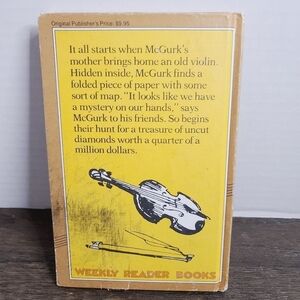 Original Publisher's Price: $9.95
It all starts when McGurk's
mother brings home an old violin.
Hidden inside, McGurk finds a
folded piece of paper with some
sort of map. "It looks like we have
a mystery on our hands," says
McGurk to his friends. So begins
their hunt for a treasure of uncut
diamonds worth a quarter of a
million dollars.
WEEKLY READER BOOKS